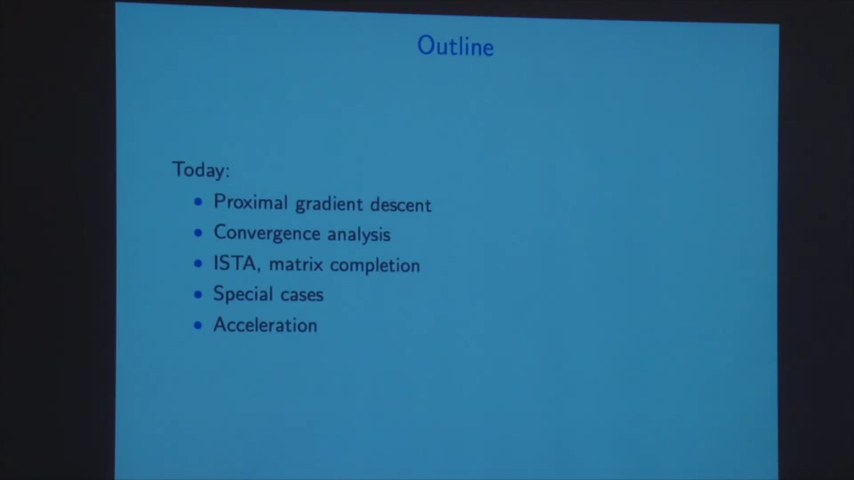 Outline
Today:
• Proximal gradient descent
• Convergence analysis
• ISTA, matrix completion
• Special cases
• Acceleration